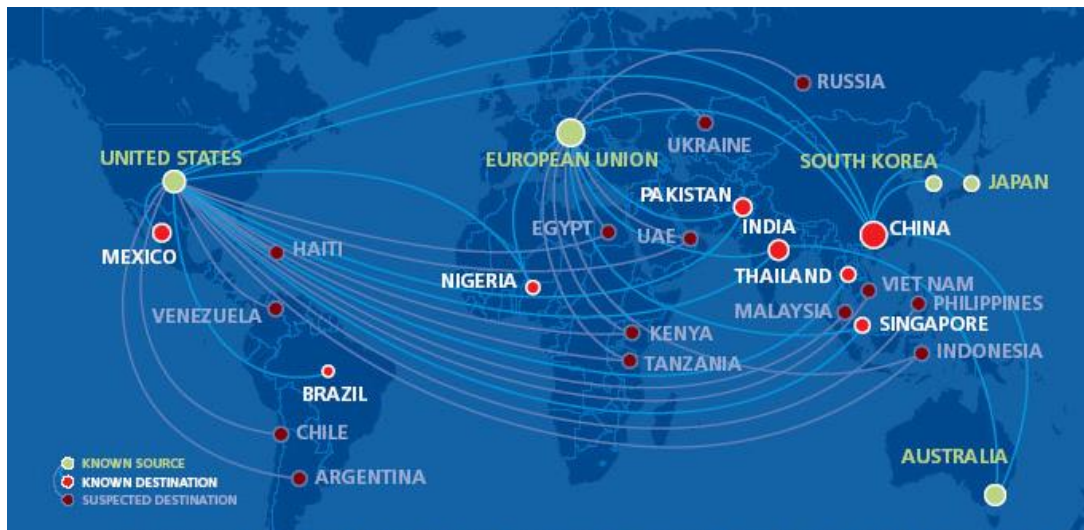 RUSSIA
UKRAINE
UNITED STATES
EUROPEAN UNION
SOUTH KOREA
JAPAN
PAKISTAN
EGYPT
UAE
INDIA
CHINA
MEXICO
HAITI
NIGERIA
THAILAND
VIET NAM
VENEZUELA
MALAYSIA
PHILIPPINES
SINGAPORE
KENYA
TANZANIA
INDONESIA
BRAZIL
CHILE
AUSTRALIA
ARGENTINA
KNOWN SOURCE
KNOWN DESTINATION
SUSPECTED DESTINATION